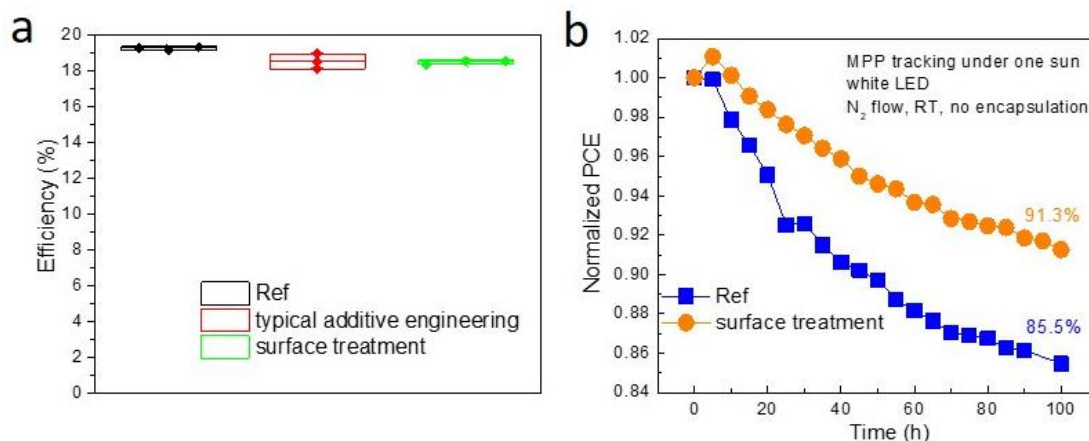 a
20
18
16
14
12
10
8
6
4
2
0
Efficiency (%)
Ref
typical additive engineering
surface treatment
b
1.02
1.00
0.98
0.96
0.94
0.92
0.90
0.88
0.86
0.84
Normalized PCE
MPP tracking under one sun
white LED
N₂ flow, RT, no encapsulation
91.3%
85.5%
Ref
surface treatment
0 20 40 60 80 100
Time (h)